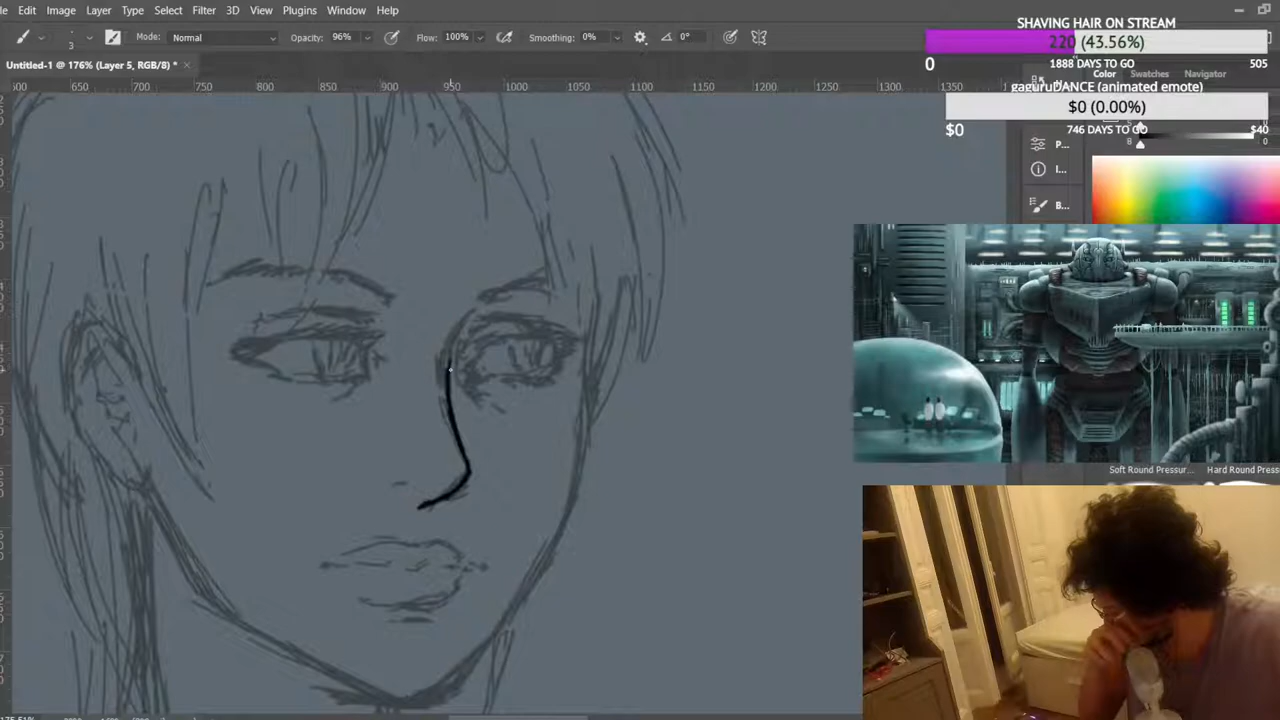 Edit Image Layer Type Select Filter 3D View Plugins Window Help
3 Mode: Normal Opacity: 96% Flow: 100% Smoothing: 0% 0°
Untitled-1 @ 176% (Layer 5, RGB/8) *
650 700 750 800 850 900 950 1000 1050 1100 1150 1200 1250 1300 1350
SHAVING HAIR ON STREAM
220 (43.56%)
0 1888 DAYS TO GO 505
Color Swatches Navigator
gaguruDANCE (animated emote)
$0 (0.00%)
$0 746 DAYS TO GO $40
P...
I...
B...
Soft Round Pressur... Hard Round Pressure